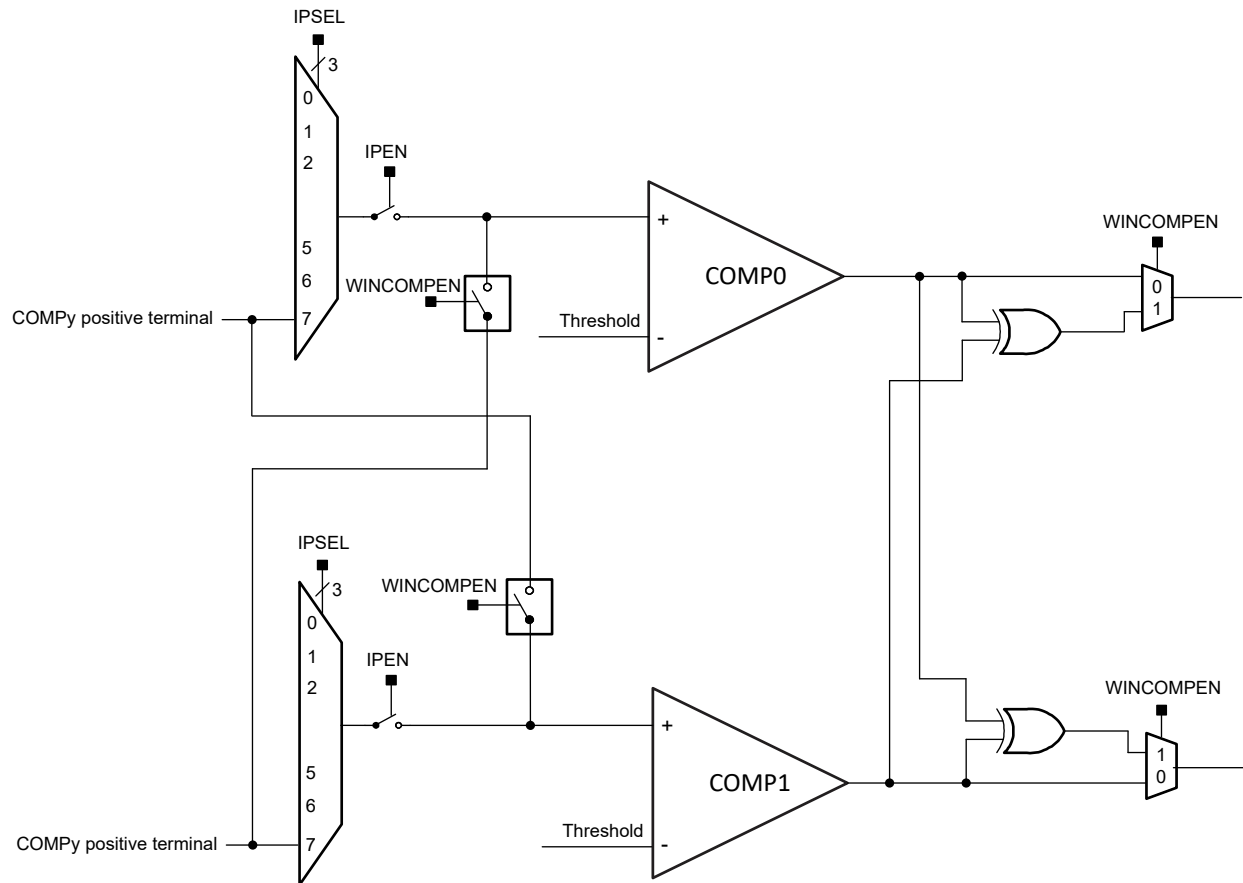 IPSEL
3
0
1
2
5
6
7
IPEN
WINCOMPEN
COMPy positive terminal
+
COMP0
Threshold
-
WINCOMPEN
0
1
IPSEL
3
0
1
2
5
6
7
IPEN
WINCOMPEN
COMPy positive terminal
+
COMP1
Threshold
-
WINCOMPEN
1
0